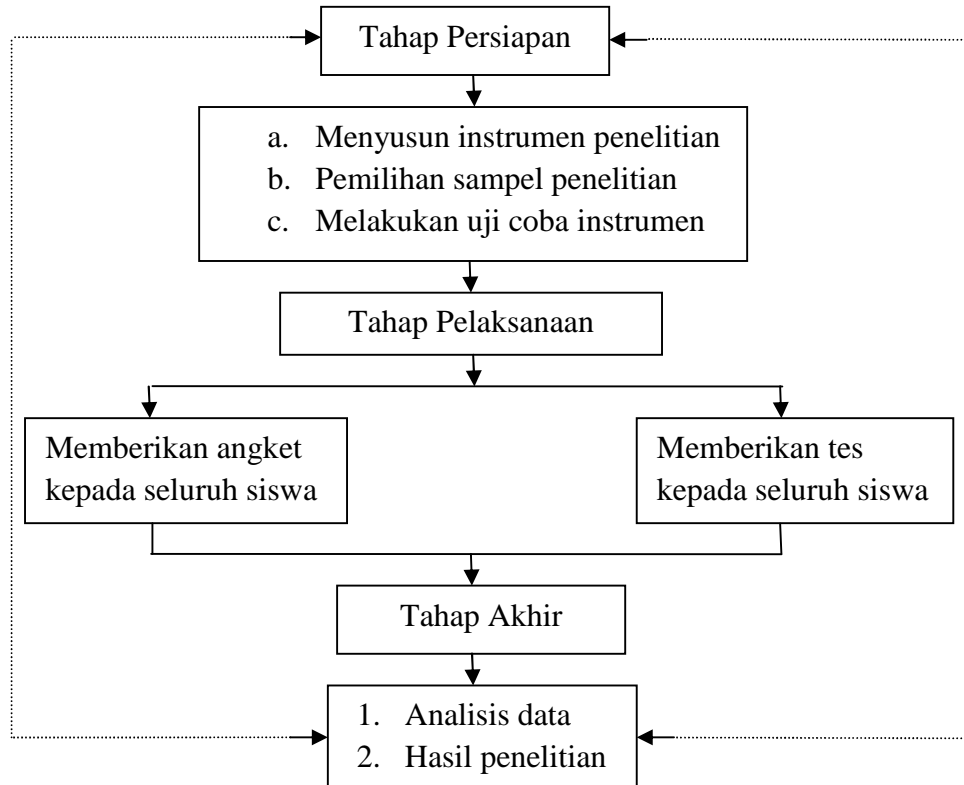 Tahap Persiapan
a. Menyusun instrumen penelitian
b. Pemilihan sampel penelitian
c. Melakukan uji coba instrumen
Tahap Pelaksanaan
Memberikan angket
kepada seluruh siswa
Memberikan tes
kepada seluruh siswa
Tahap Akhir
1. Analisis data
2. Hasil penelitian